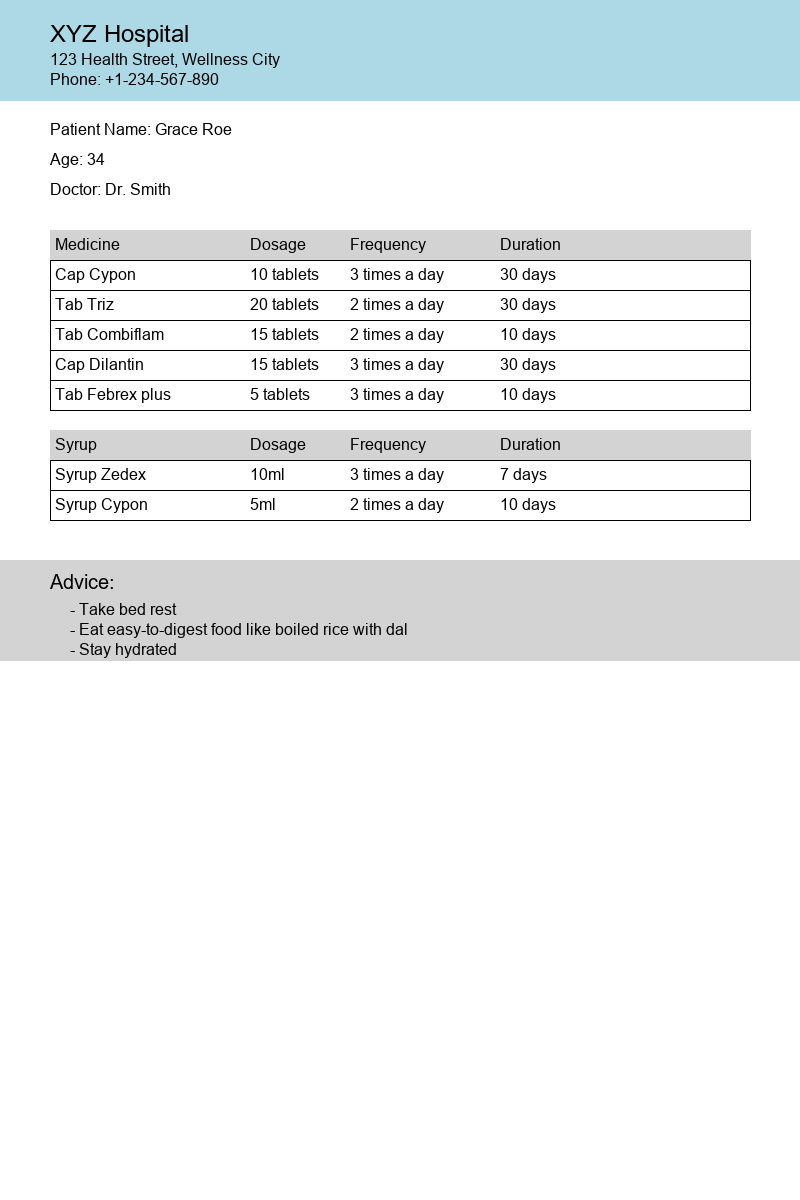 XYZ Hospital
123 Health Street, Wellness City
Phone: +1-234-567-890
Patient Name: Grace Roe
Age: 34
Doctor: Dr. Smith
Medicine Dosage Frequency Duration
Cap Cypon 10 tablets 3 times a day 30 days
Tab Triz 20 tablets 2 times a day 30 days
Tab Combiflam 15 tablets 2 times a day 10 days
Cap Dilantin 15 tablets 3 times a day 30 days
Tab Febrex plus 5 tablets 3 times a day 10 days
Syrup Dosage Frequency Duration
Syrup Zedex 10ml 3 times a day 7 days
Syrup Cypon 5ml 2 times a day 10 days
Advice:
- Take bed rest
- Eat easy-to-digest food like boiled rice with dal
- Stay hydrated